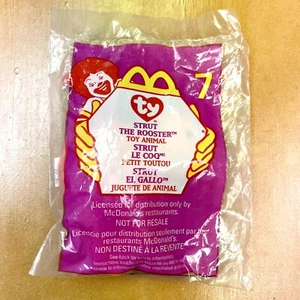 7
ty
STRUT
THE ROOSTER™
TOY ANIMAL
STRUT
LE COQ™
PETIT TOUTOU
STRUT
EL GALLO™
JUGUETE DE ANIMAL
Licensed for distribution only by
McDonald's restaurants.
NOT FOR RESALE
Licencié pour distribution seulement par les
restaurants McDonald's.
NON DESTINÉ À LA REVENTE